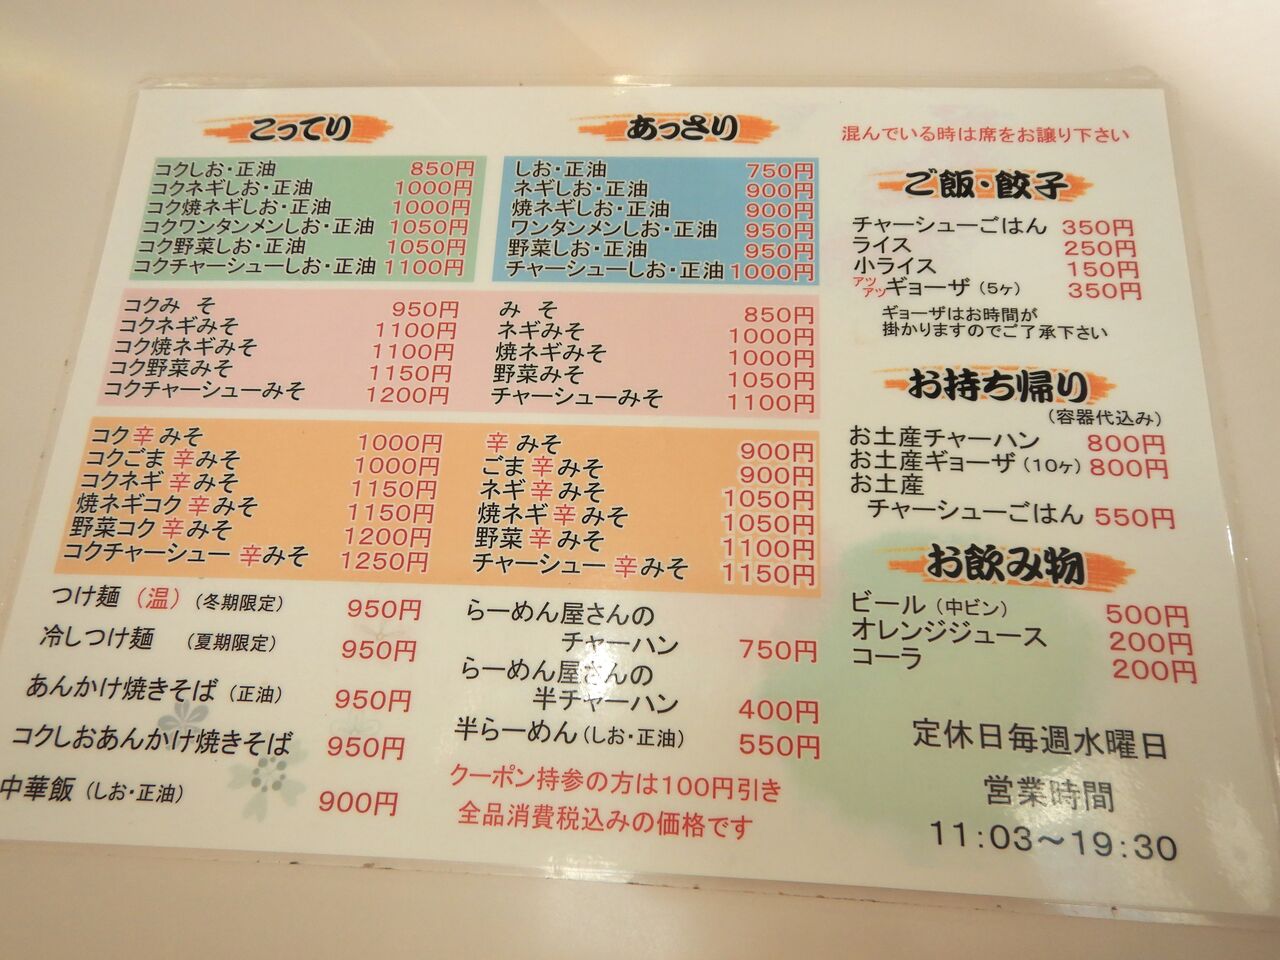 こってり
コクしお・正油 850円
コクネギしお・正油 1000円
コク焼ネギしお・正油 1000円
コクワンタンメンしお・正油 1050円
コク野菜しお・正油 1050円
コクチャーシューしお・正油 1100円
コクみ そ 950円
コクネギみそ 1100円
コク焼ネギみそ 1100円
コク野菜みそ 1150円
コクチャーシューみそ 1200円
コク辛みそ 1000円
コクごま辛みそ 1000円
コクネギ辛みそ 1150円
焼ネギコク辛みそ 1150円
野菜コク辛みそ 1200円
コクチャーシュー辛みそ 1250円
つけ麺(温)(冬期限定) 950円
冷しつけ麺 (夏期限定) 950円
あんかけ焼きそば(正油) 950円
コクしおあんかけ焼きそば 950円
中華飯(しお・正油) 900円
あっさり
しお・正油 750円
ネギしお・正油 900円
焼ネギしお・正油 900円
ワンタンメンしお・正油 950円
野菜しお・正油 950円
チャーシューしお・正油 1000円
み そ 850円
ネギみそ 1000円
焼ネギみそ 1000円
野菜みそ 1050円
チャーシューみそ 1100円
辛みそ 900円
ごま辛みそ 900円
ネギ辛みそ 1050円
焼ネギ辛みそ 1050円
野菜辛みそ 1100円
チャーシュー辛みそ 1150円
らーめん屋さんの
チャーハン 750円
らーめん屋さんの
半チャーハン 400円
半らーめん(しお・正油) 550円
クーポン持参の方は100円引き
全品消費税込みの価格です
混んでいる時は席をお譲り下さい
ご飯・餃子
チャーシューごはん 350円
ライス 250円
小ライス 150円
アツアツギョーザ(5ヶ) 350円
ギョーザはお時間が
掛かりますのでご了承下さい
お持ち帰り
(容器代込み)
お土産チャーハン 800円
お土産ギョーザ(10ヶ) 800円
お土産
チャーシューごはん 550円
お飲み物
ビール(中ビン) 500円
オレンジジュース 200円
コーラ 200円
定休日毎週水曜日
営業時間
11:03〜19:30